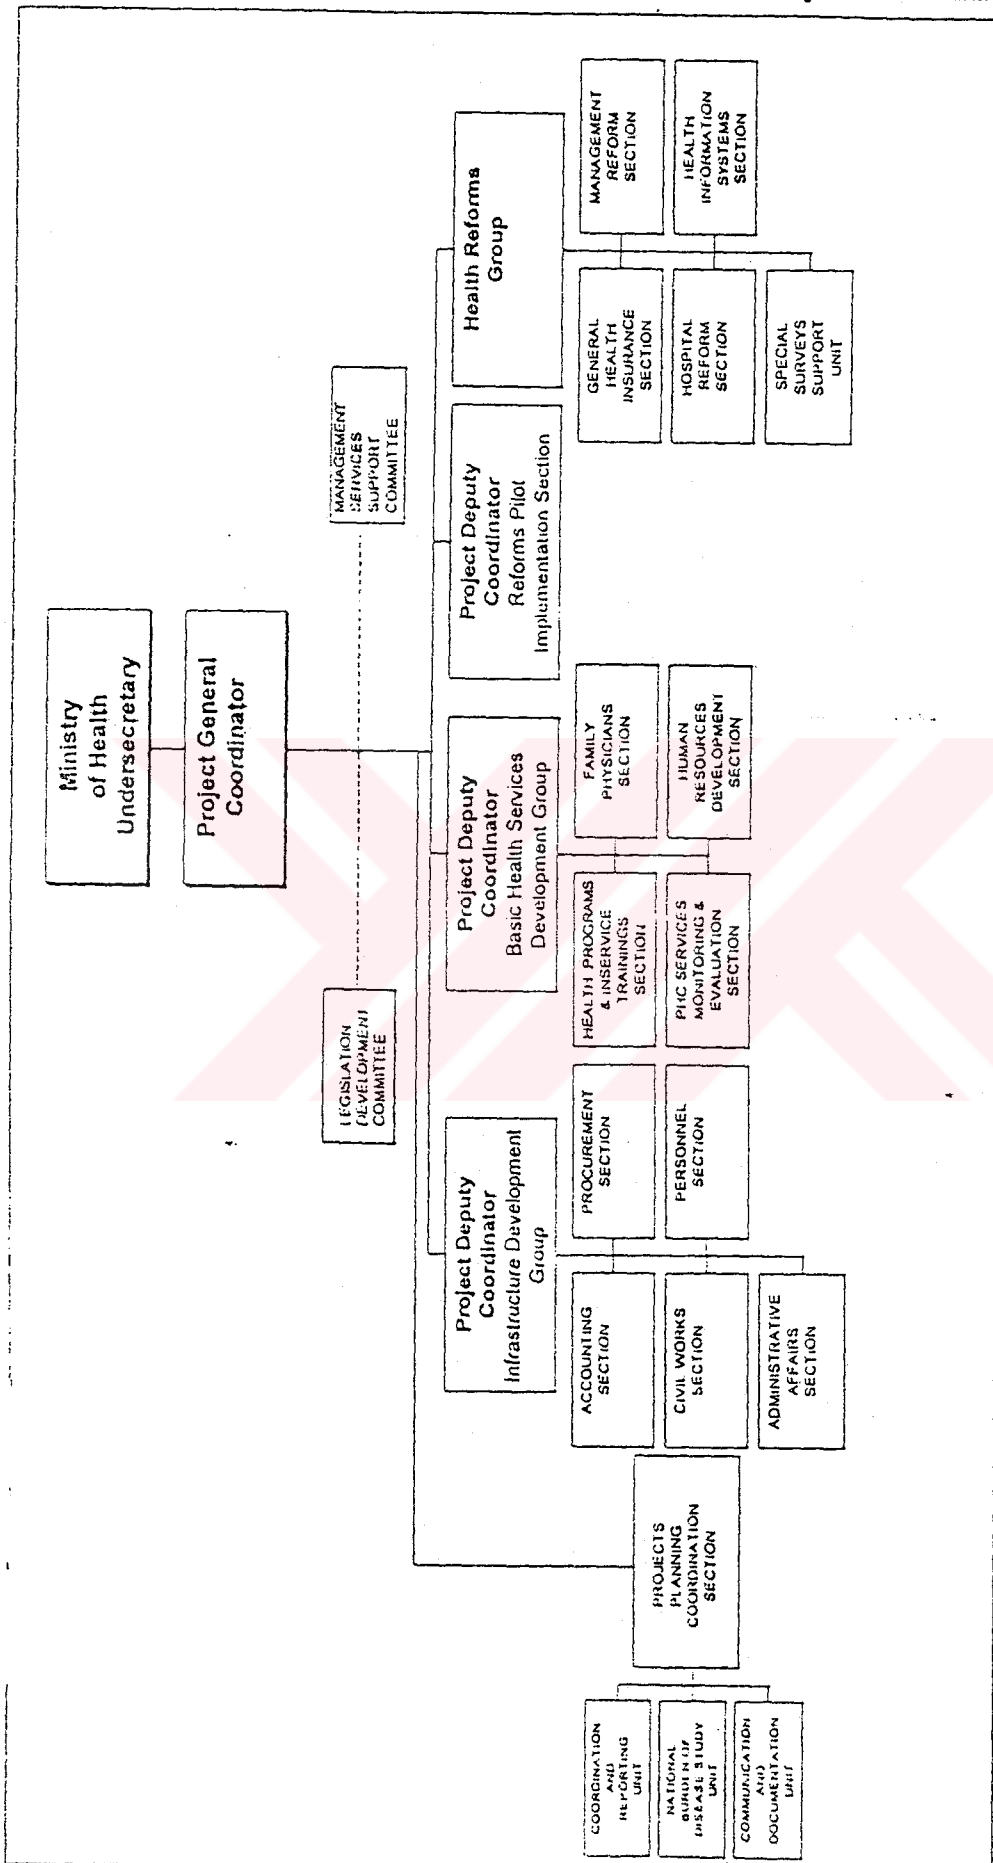 Ministry
of Health
Undersecretary
Project General
Coordinator
LEGISLATION
DEVELOPMENT
COMMITTEE
MANAGEMENT
SERVICES
SUPPORT
COMMITTEE
Project Deputy
Coordinator
Infrastructure Development
Group
Project Deputy
Coordinator
Basic Health Services
Development Group
Project Deputy
Coordinator
Reforms Pilot
Implementation Section
Health Reforms
Group
COORDINATION
AND
REPORTING
UNIT
NATIONAL
BURDEN OF
DISEASE STUDY
UNIT
COMMUNICATION
AND
DOCUMENTATION
UNIT
PROJECTS
PLANNING
COORDINATION
SECTION
ACCOUNTING
SECTION
PROCUREMENT
SECTION
CIVIL WORKS
SECTION
PERSONNEL
SECTION
ADMINISTRATIVE
AFFAIRS
SECTION
HEALTH PROGRAMS
& INSERVICE
TRAININGS
SECTION
FAMILY
PHYSICIANS
SECTION
PHC SERVICES
MONITORING &
EVALUATION
SECTION
HUMAN
RESOURCES
DEVELOPMENT
SECTION
GENERAL
HEALTH
INSURANCE
SECTION
MANAGEMENT
REFORM
SECTION
HOSPITAL
REFORM
SECTION
HEALTH
INFORMATION
SYSTEMS
SECTION
SPECIAL
SURVEYS
SUPPORT
UNIT